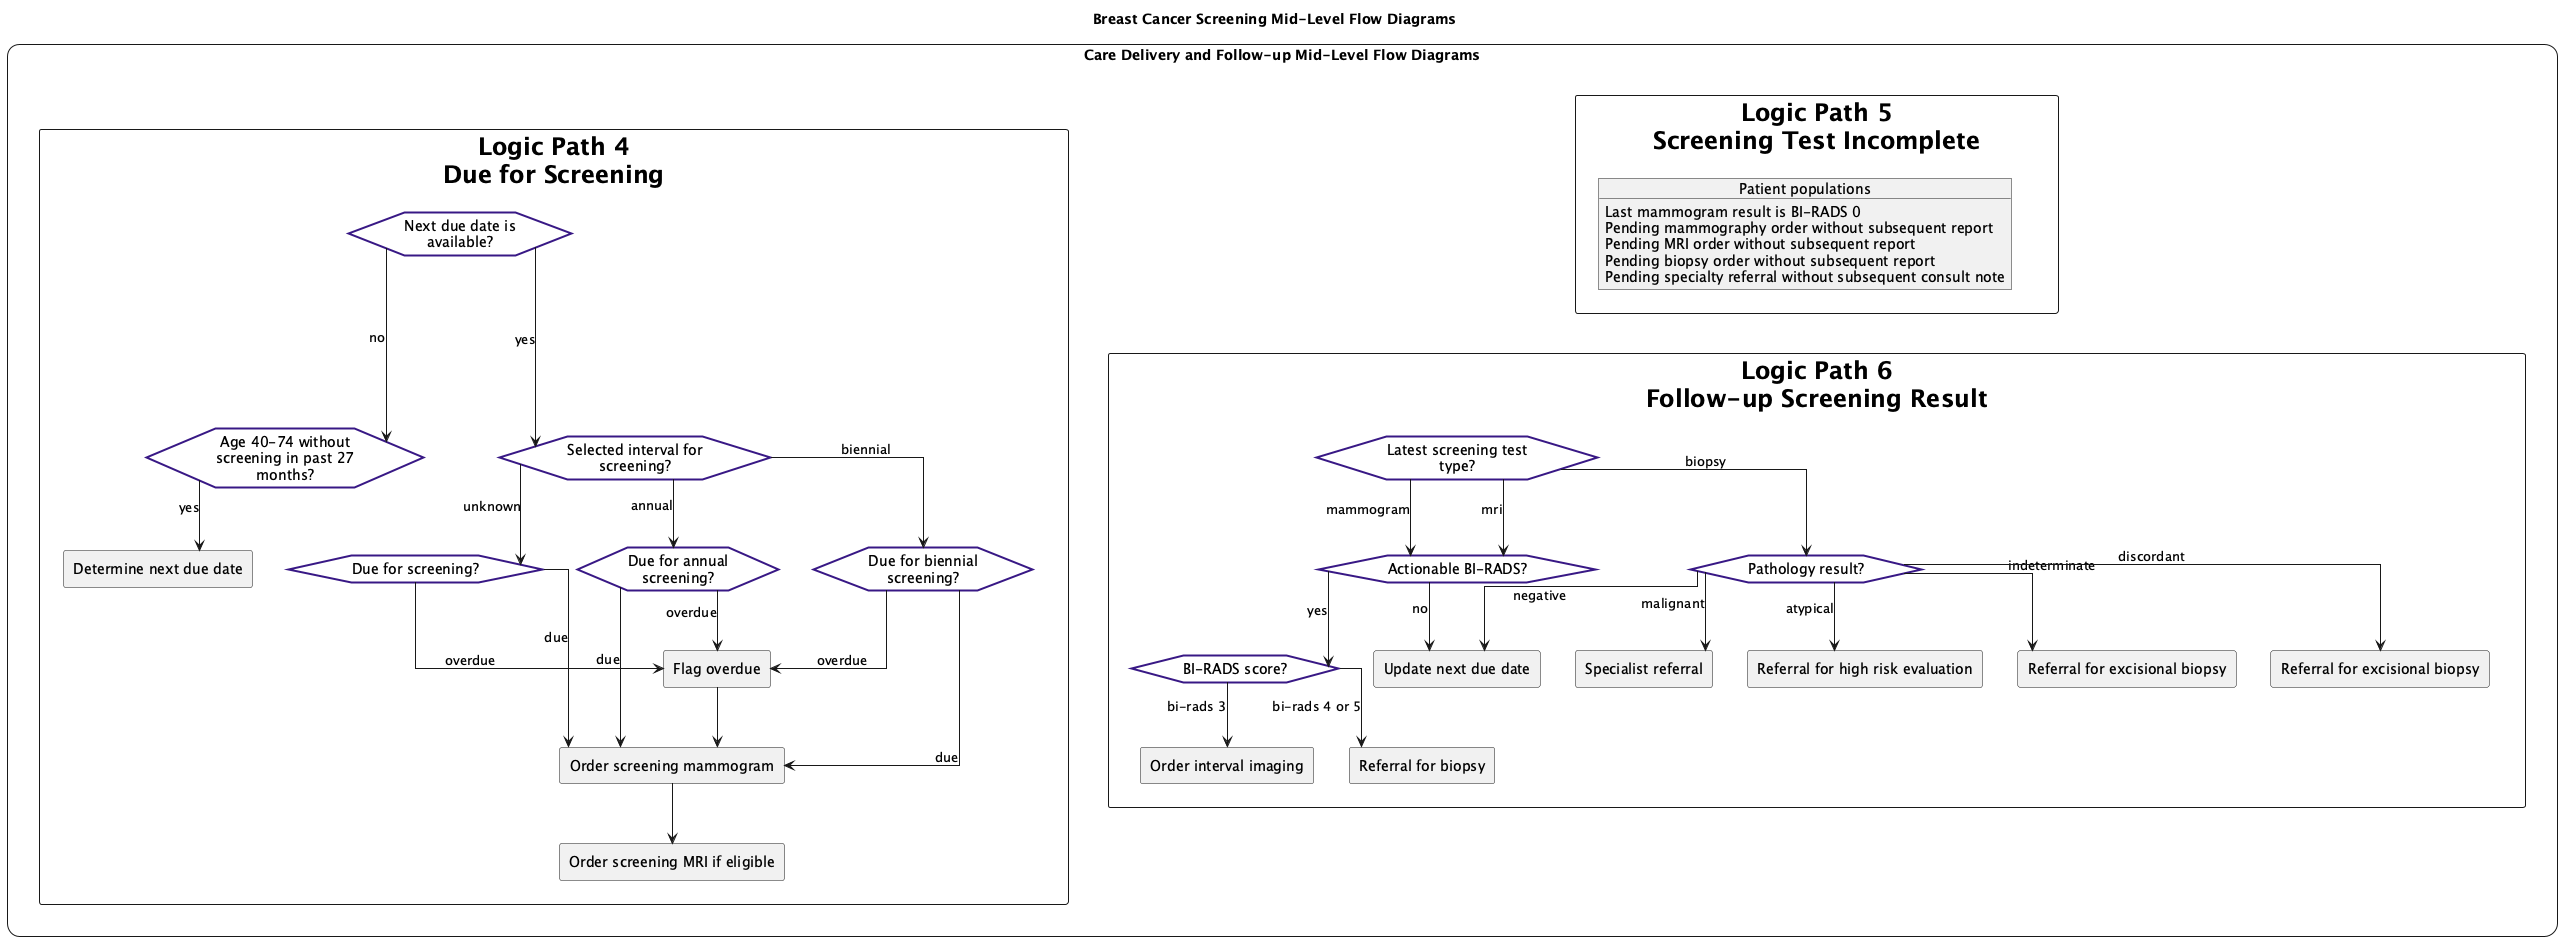 Breast Cancer Screening Mid-Level Flow Diagrams
Care Delivery and Follow-up Mid-Level Flow Diagrams
Logic Path 4
Due for Screening
Next due date is
available?
no
yes
Age 40-74 without
screening in past 27
months?
Selected interval for
screening?
biennial
yes
unknown
annual
Determine next due date
Due for screening?
Due for annual
screening?
Due for biennial
screening?
overdue
due
overdue
due
overdue
Flag overdue
due
Order screening mammogram
Order screening MRI if eligible
Logic Path 5
Screening Test Incomplete
Patient populations
Last mammogram result is BI-RADS 0
Pending mammography order without subsequent report
Pending MRI order without subsequent report
Pending biopsy order without subsequent report
Pending specialty referral without subsequent consult note
Logic Path 6
Follow-up Screening Result
Latest screening test
type?
biopsy
mammogram
mri
Actionable BI-RADS?
Pathology result?
discordant
indeterminate
negative
malignant
atypical
yes
no
BI-RADS score?
Update next due date
Specialist referral
Referral for high risk evaluation
Referral for excisional biopsy
Referral for excisional biopsy
bi-rads 3
bi-rads 4 or 5
Order interval imaging
Referral for biopsy